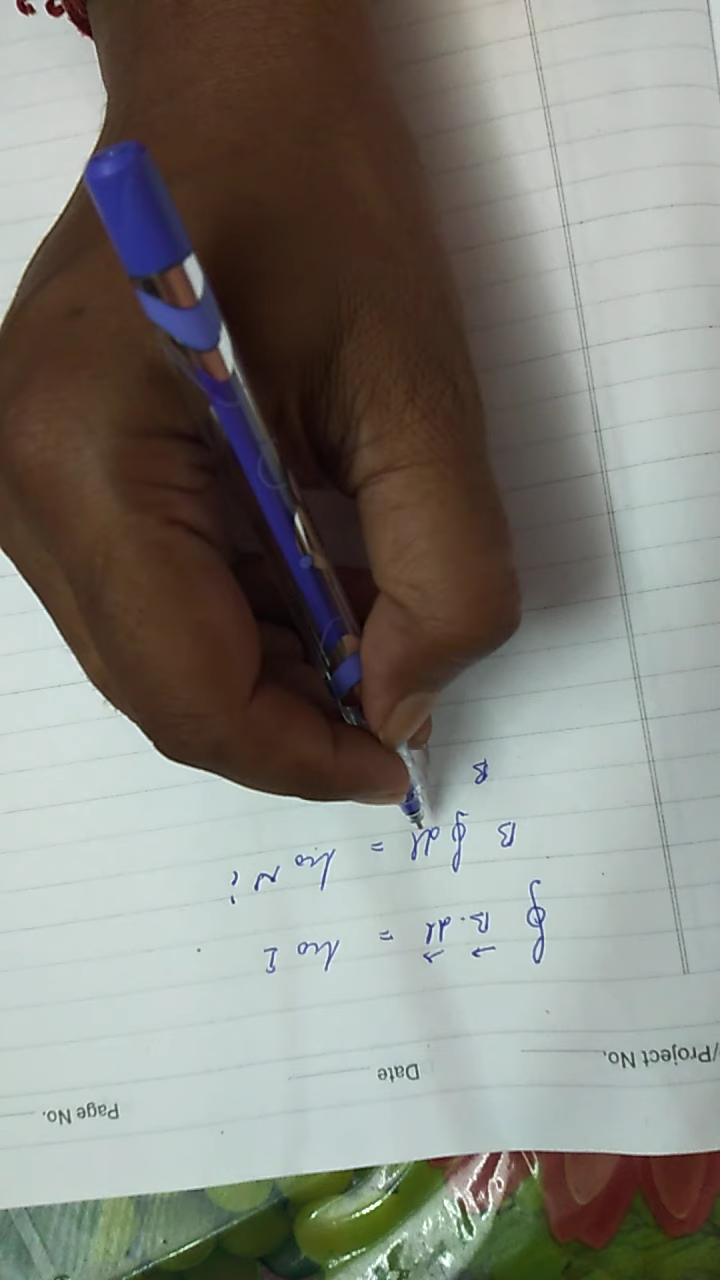 /Project No. Date Page No.
∮ B⃗. dl⃗ = μ₀ I
B ∮ dl = μ₀ N i
B